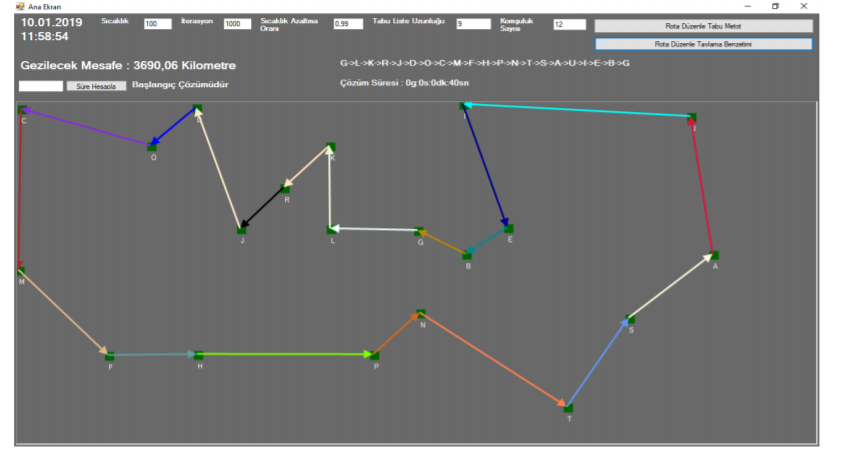 Ana Ekran
10.01.2019
11:58:54
Sıcaklık 100 İterasyon 1000 Sıcaklık Azaltma Oranı 0,99 Tabu Liste Uzunluğu 9 Komşuluk Sayısı 12
Rota Düzenle Tabu Metot
Rota Düzenle Tavlama Benzetimi
Gezilecek Mesafe : 3690,06 Kilometre
G->L->K->R->J->D->O->C->M->F->H->P->N->T->S->A->U->I->E->B->G
Süre Hesapla Başlangıç Çözümüdür
Çözüm Süresi : 0g:0s:0dk:40sn
C
O
K
R
J
L
G
B
E
A
M
N
S
F
H
P
T